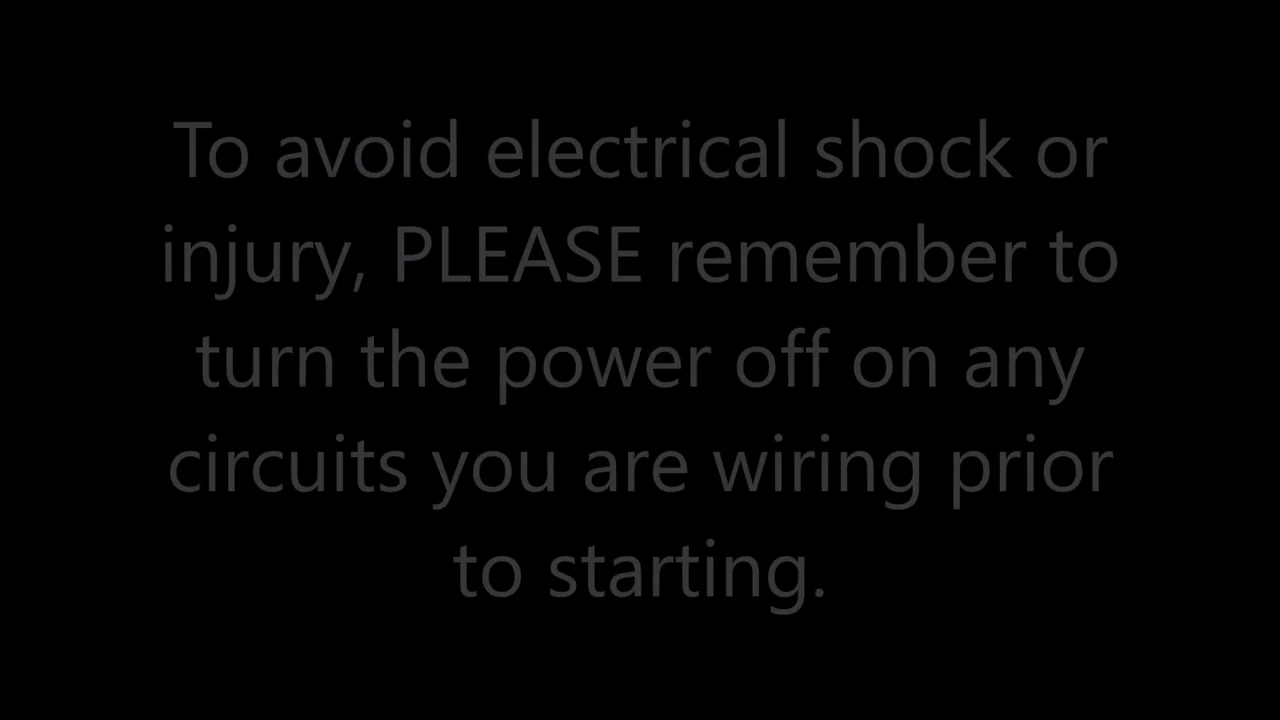 To avoid electrical shock or
injury, PLEASE remember to
turn the power off on any
circuits you are wiring prior
to starting.